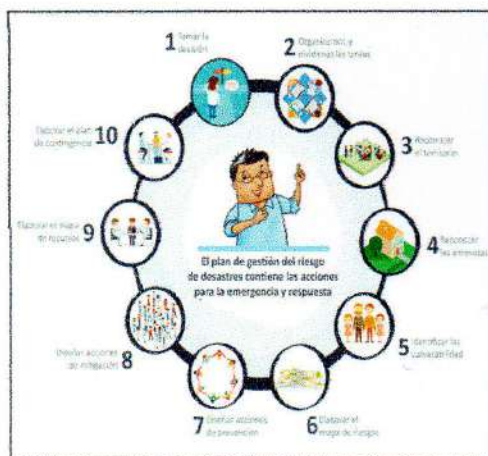 1 Tomar la
decisión
2 Organizarnos y
dividirnos las tareas
3 Reconocer
el territorio
4 Reconocer
las amenazas
5 Identificar las
vulnerabilidad
6 Elaborar el
mapa de riesgos
7 Diseñar acciones
de prevención
8 Diseñar acciones
de mitigación
9 Elaborar el mapa
de recursos
10 Elaborar el plan
de contingencia
El plan de gestión del riesgo
de desastres contiene las acciones
para la emergencia y respuesta